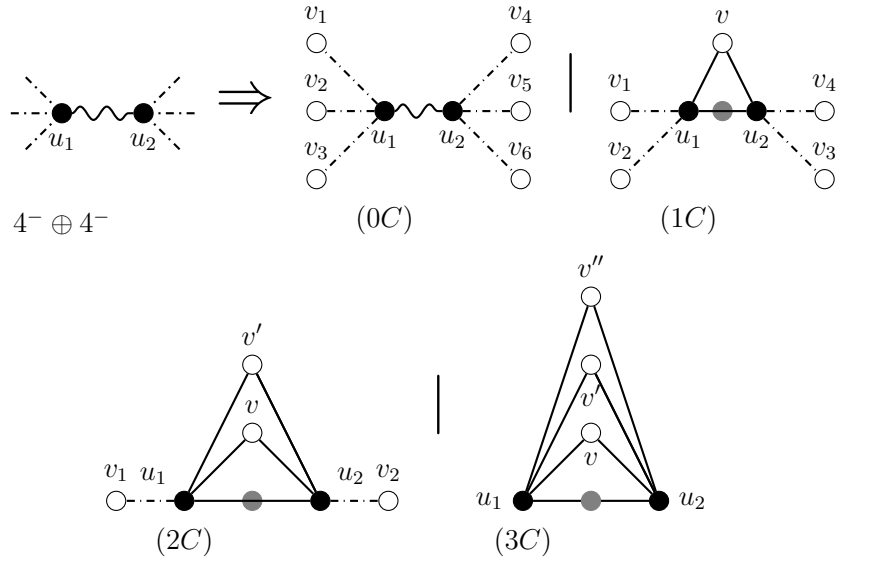 v₁ v₄ v
v₂ v₅ v₁ v₄
u₁ u₂ ⇒ u₁ u₂ | u₁ u₂
v₃ v₆ v₂ v₃
4⁻ ⊕ 4⁻ (0C) (1C)
v″
v′
v v′
v₁ u₁ u₂ v₂ | v
u₁ u₂
(2C) (3C)